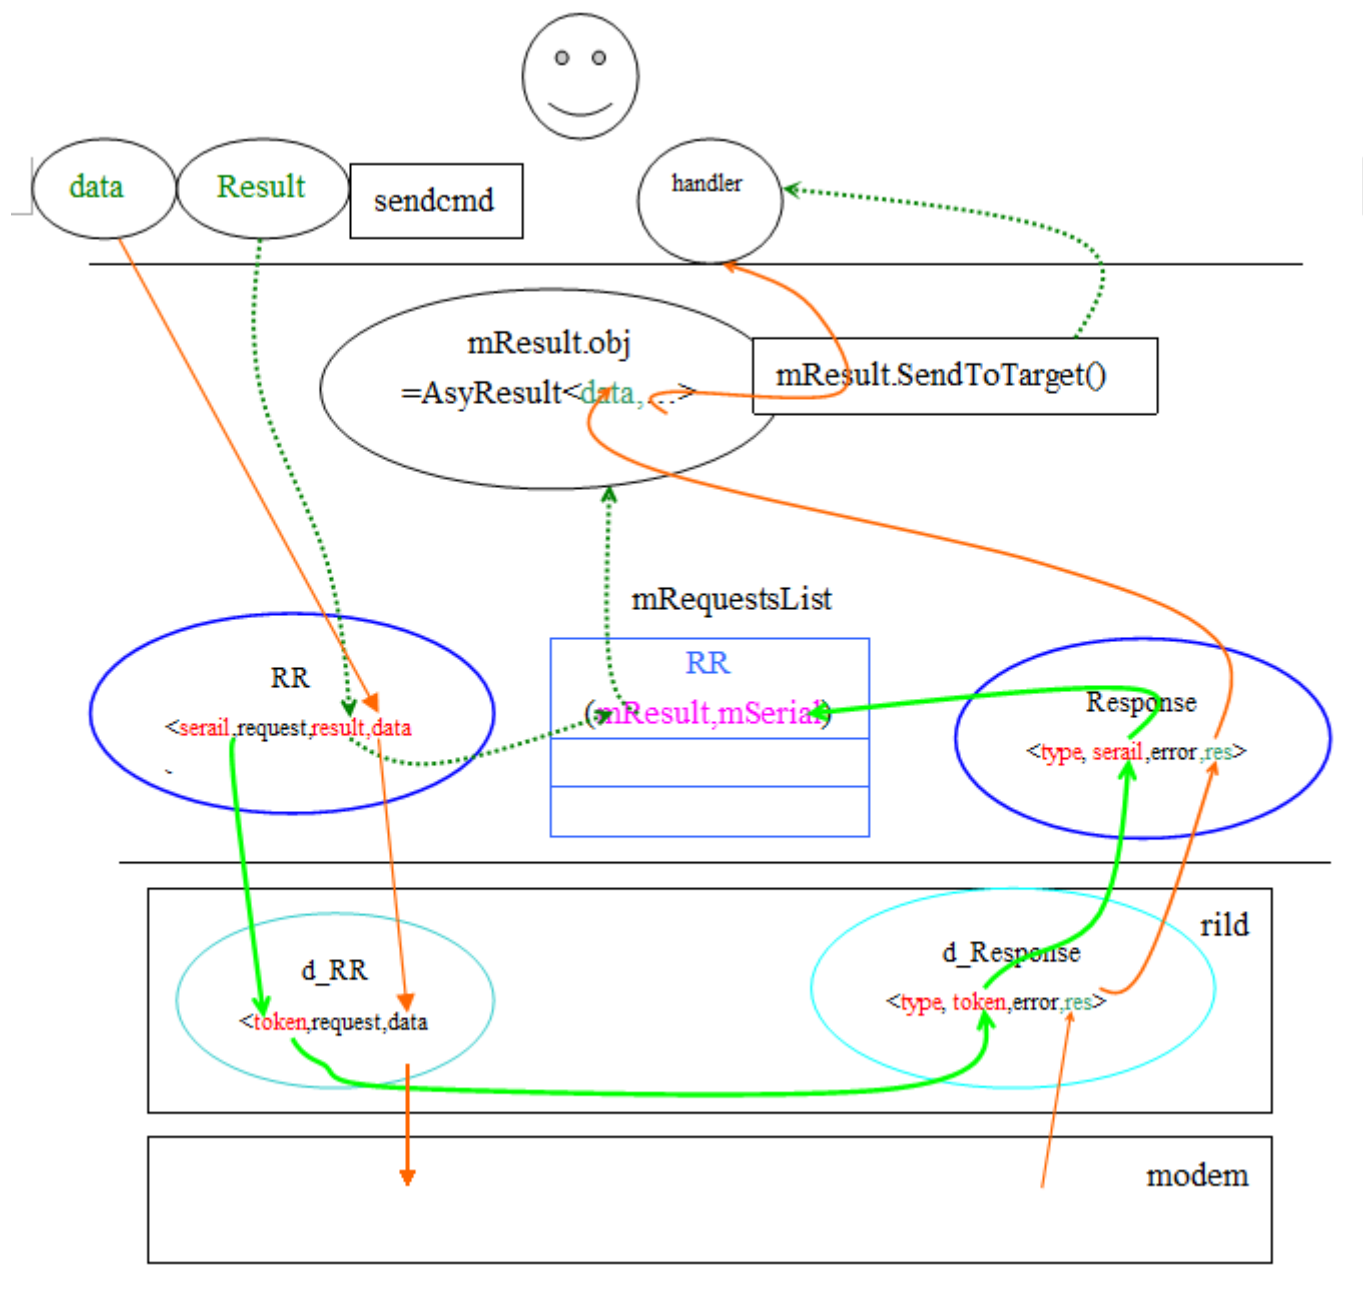 data
Result
sendcmd
handler
mResult.obj
=AsyResult<data,...>
mResult.SendToTarget()
mRequestsList
RR
<serail,request,result,data
RR
(mResult,mSerial)
Response
<type, serail,error,res>
rild
d_RR
<token,request,data
d_Response
<type, token,error,res>
modem